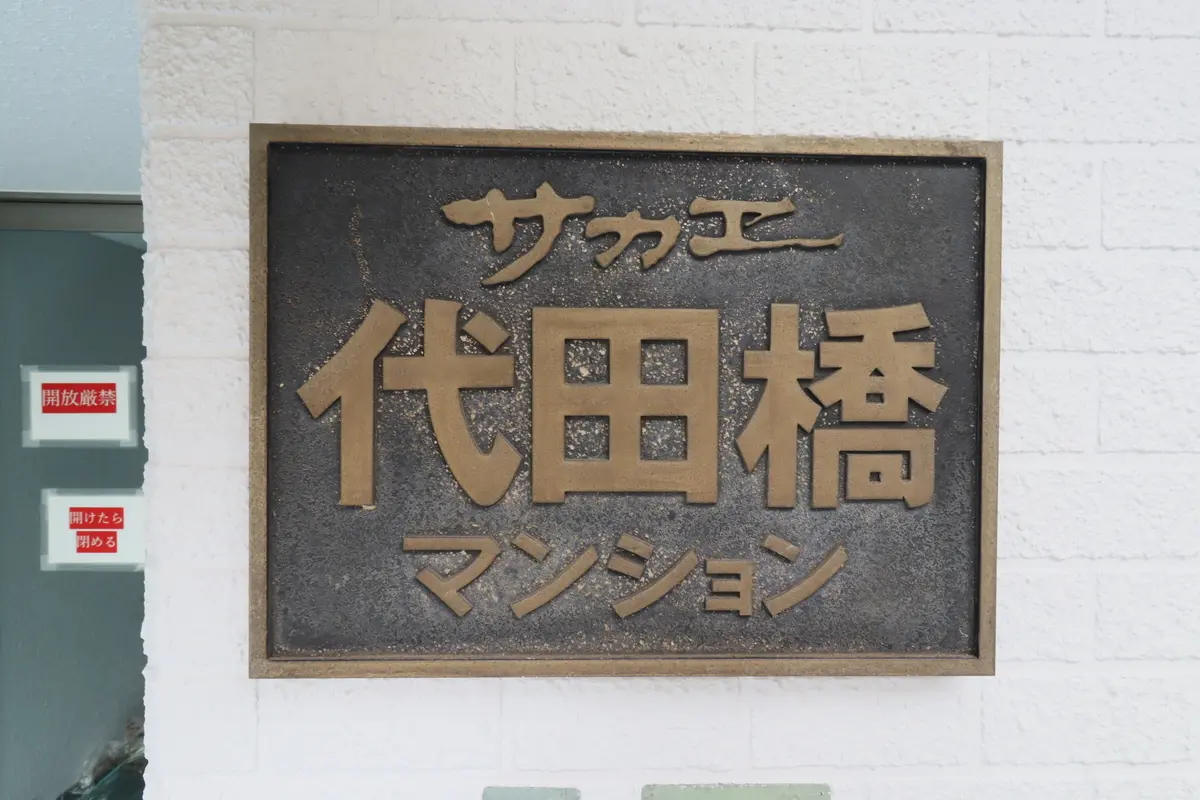 サカエ
代田橋
マンション
開放厳禁
開けたら
閉める